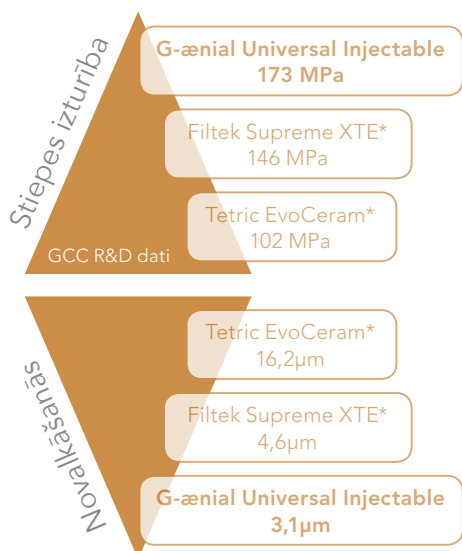 Stiepes izturība
G-ænial Universal Injectable
173 MPa
Filtek Supreme XTE*
146 MPa
Tetric EvoCeram*
102 MPa
GCC R&D dati
Novalkāšanās
Tetric EvoCeram*
16,2µm
Filtek Supreme XTE*
4,6µm
G-ænial Universal Injectable
3,1µm